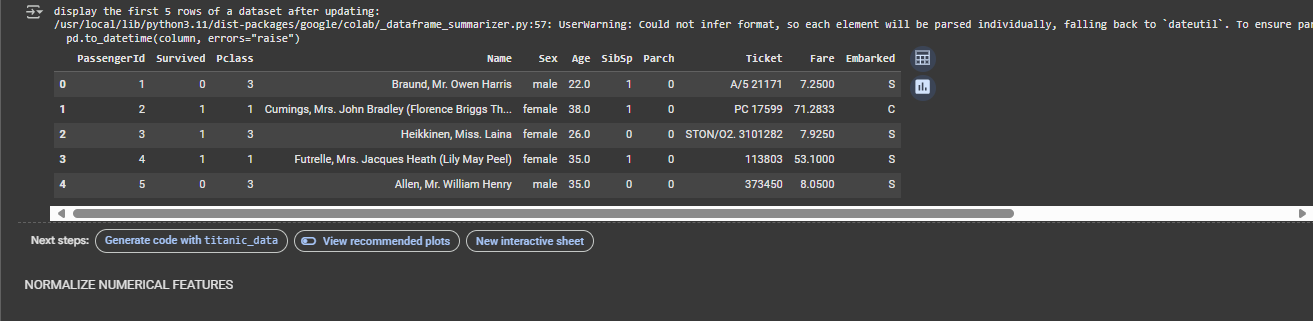 display the first 5 rows of a dataset after updating:
/usr/local/lib/python3.11/dist-packages/google/colab/_dataframe_summarizer.py:57: UserWarning: Could not infer format, so each element will be parsed individually, falling back to `dateutil`. To ensure par
pd.to_datetime(column, errors="raise")
PassengerId Survived Pclass Name Sex Age SibSp Parch Ticket Fare Embarked
0 1 0 3 Braund, Mr. Owen Harris male 22.0 1 0 A/5 21171 7.2500 S
1 2 1 1 Cumings, Mrs. John Bradley (Florence Briggs Th... female 38.0 1 0 PC 17599 71.2833 C
2 3 1 3 Heikkinen, Miss. Laina female 26.0 0 0 STON/O2. 3101282 7.9250 S
3 4 1 1 Futrelle, Mrs. Jacques Heath (Lily May Peel) female 35.0 1 0 113803 53.1000 S
4 5 0 3 Allen, Mr. William Henry male 35.0 0 0 373450 8.0500 S
Next steps: Generate code with titanic_data View recommended plots New interactive sheet
NORMALIZE NUMERICAL FEATURES